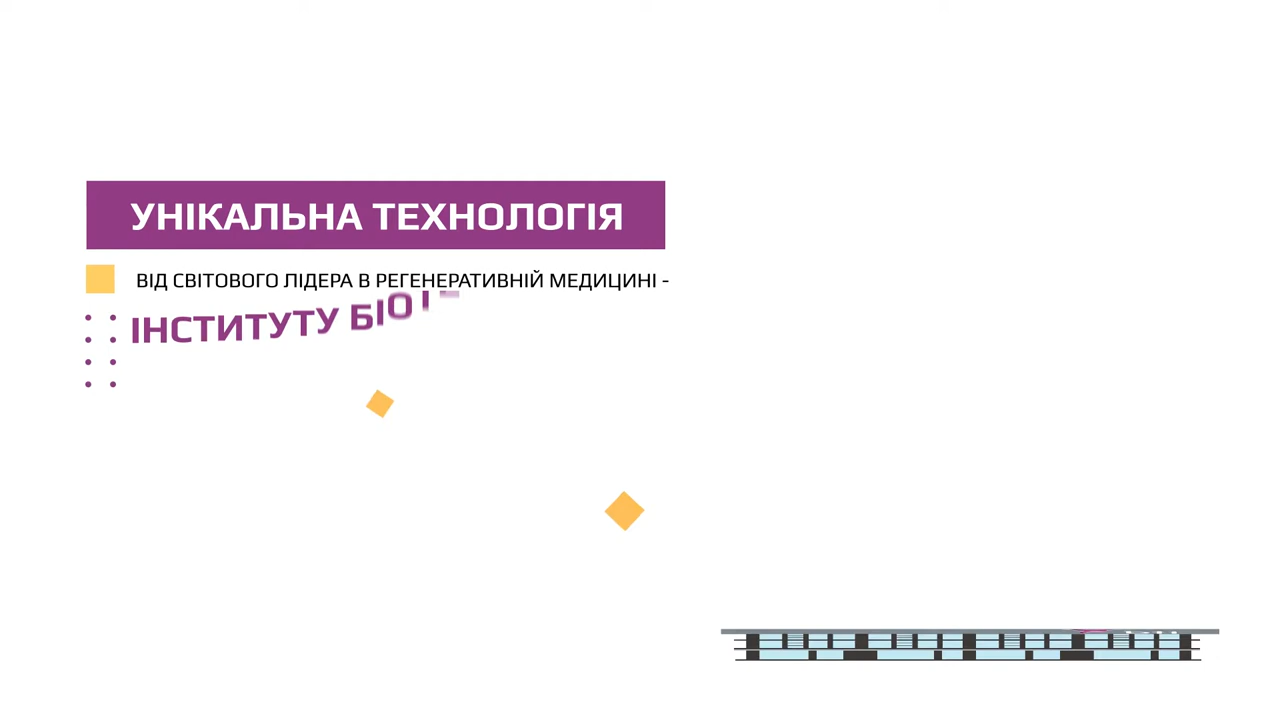 УНІКАЛЬНА ТЕХНОЛОГІЯ
ВІД СВІТОВОГО ЛІДЕРА В РЕГЕНЕРАТИВНІЙ МЕДИЦИНІ -
ІНСТИТУТУ